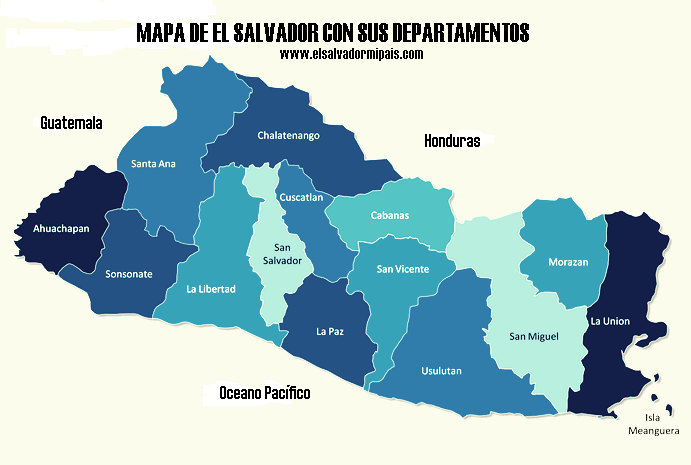 MAPA DE EL SALVADOR CON SUS DEPARTAMENTOS
www.elsalvadormipais.com
Guatemala
Chalatenango
Honduras
Santa Ana
Cuscatlan
Cabanas
Ahuachapan
San
Salvador
Morazan
Sonsonate
San Vicente
La Libertad
La Union
La Paz
San Miguel
Usulutan
Oceano Pacífico
Isla
Meanguera